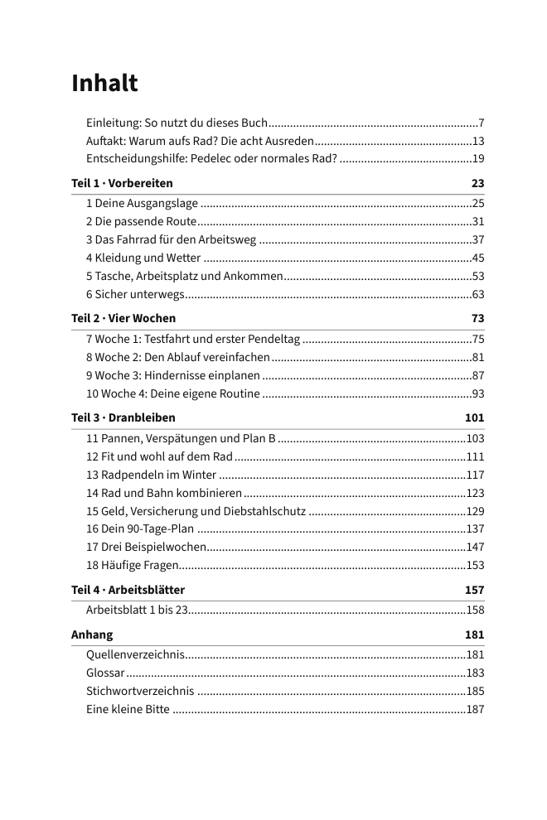 Inhalt
Einleitung: So nutzt du dieses Buch.....................................................................7
Auftakt: Warum aufs Rad? Die acht Ausreden...................................................13
Entscheidungshilfe: Pedelec oder normales Rad? ...........................................19
Teil 1 · Vorbereiten 23
1 Deine Ausgangslage ........................................................................................25
2 Die passende Route.........................................................................................31
3 Das Fahrrad für den Arbeitsweg .....................................................................37
4 Kleidung und Wetter .......................................................................................45
5 Tasche, Arbeitsplatz und Ankommen.............................................................53
6 Sicher unterwegs.............................................................................................63
Teil 2 · Vier Wochen 73
7 Woche 1: Testfahrt und erster Pendeltag .......................................................75
8 Woche 2: Den Ablauf vereinfachen.................................................................81
9 Woche 3: Hindernisse einplanen ....................................................................87
10 Woche 4: Deine eigene Routine ....................................................................93
Teil 3 · Dranbleiben 101
11 Pannen, Verspätungen und Plan B .............................................................103
12 Fit und wohl auf dem Rad ...........................................................................111
13 Radpendeln im Winter ................................................................................117
14 Rad und Bahn kombinieren.........................................................................123
15 Geld, Versicherung und Diebstahlschutz ...................................................129
16 Dein 90-Tage-Plan .......................................................................................137
17 Drei Beispielwochen.....................................................................................147
18 Häufige Fragen..............................................................................................153
Teil 4 · Arbeitsblätter 157
Arbeitsblatt 1 bis 23..........................................................................................158
Anhang 181
Quellenverzeichnis............................................................................................181
Glossar ..............................................................................................................183
Stichwortverzeichnis ........................................................................................185
Eine kleine Bitte ................................................................................................187